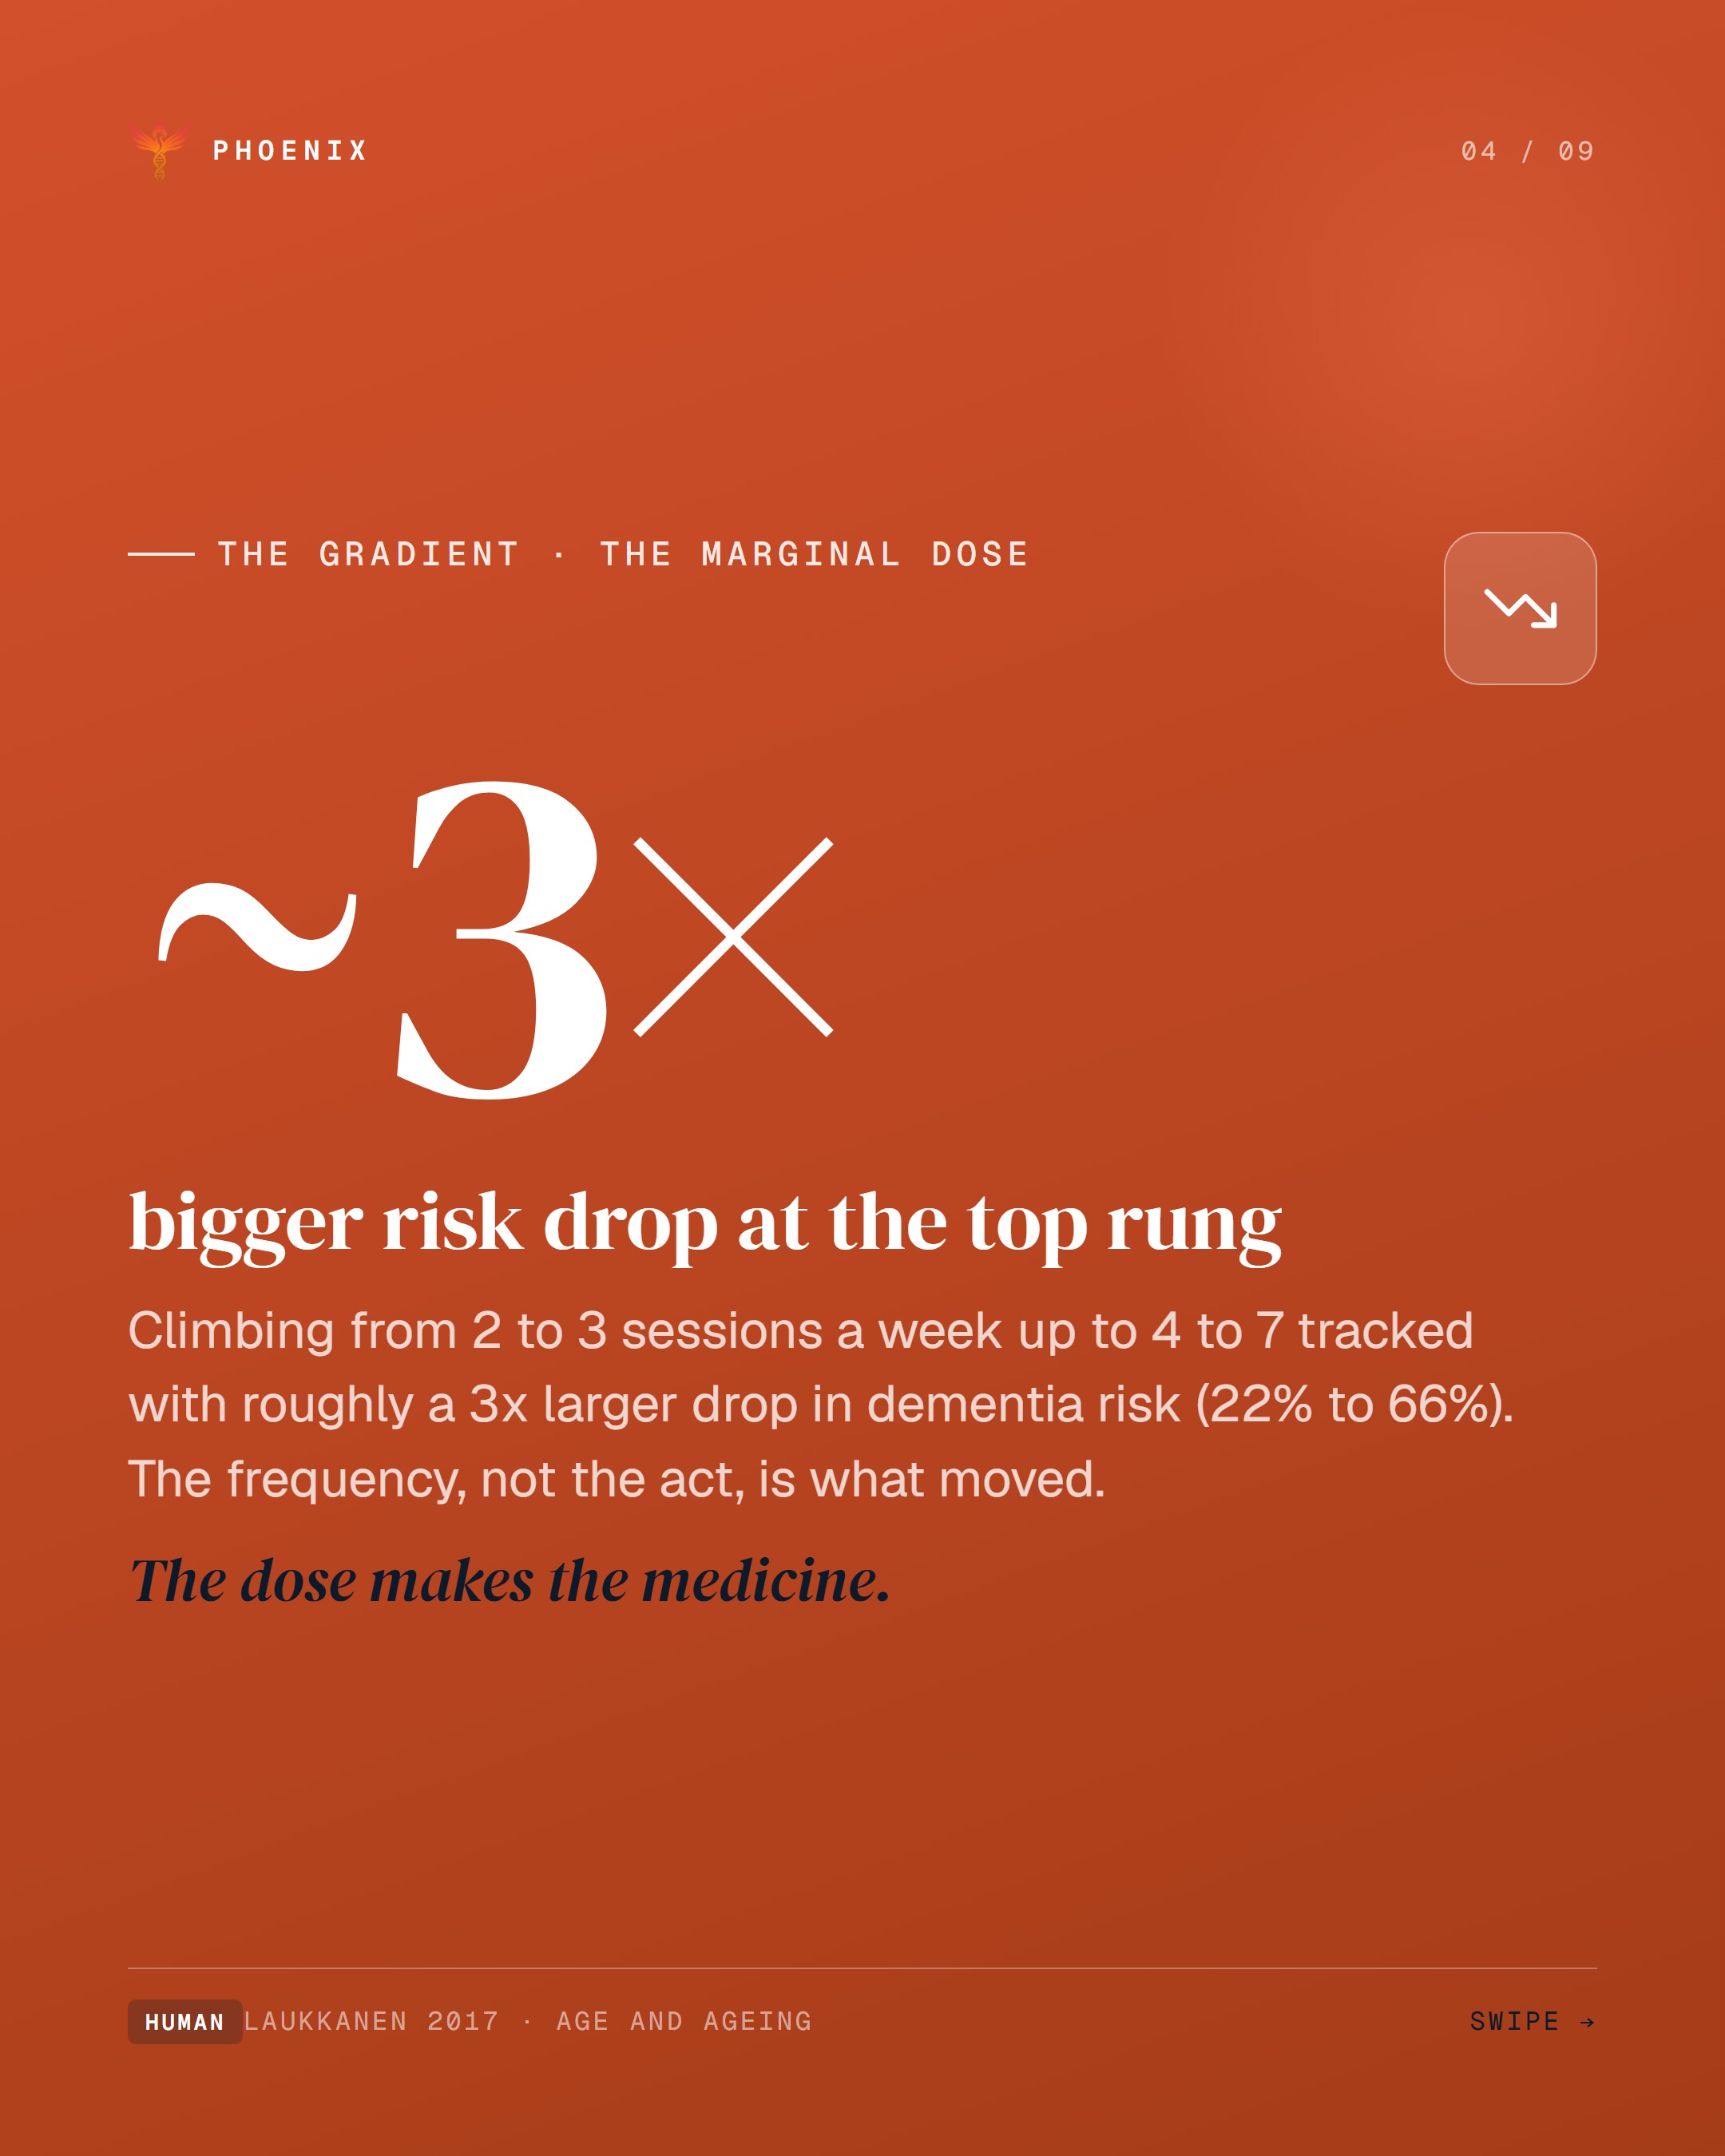 PHOENIX
04 / 09
THE GRADIENT · THE MARGINAL DOSE
~3×
bigger risk drop at the top rung
Climbing from 2 to 3 sessions a week up to 4 to 7 tracked
with roughly a 3x larger drop in dementia risk (22% to 66%).
The frequency, not the act, is what moved.
The dose makes the medicine.
HUMAN LAUKKANEN 2017 · AGE AND AGEING
SWIPE →